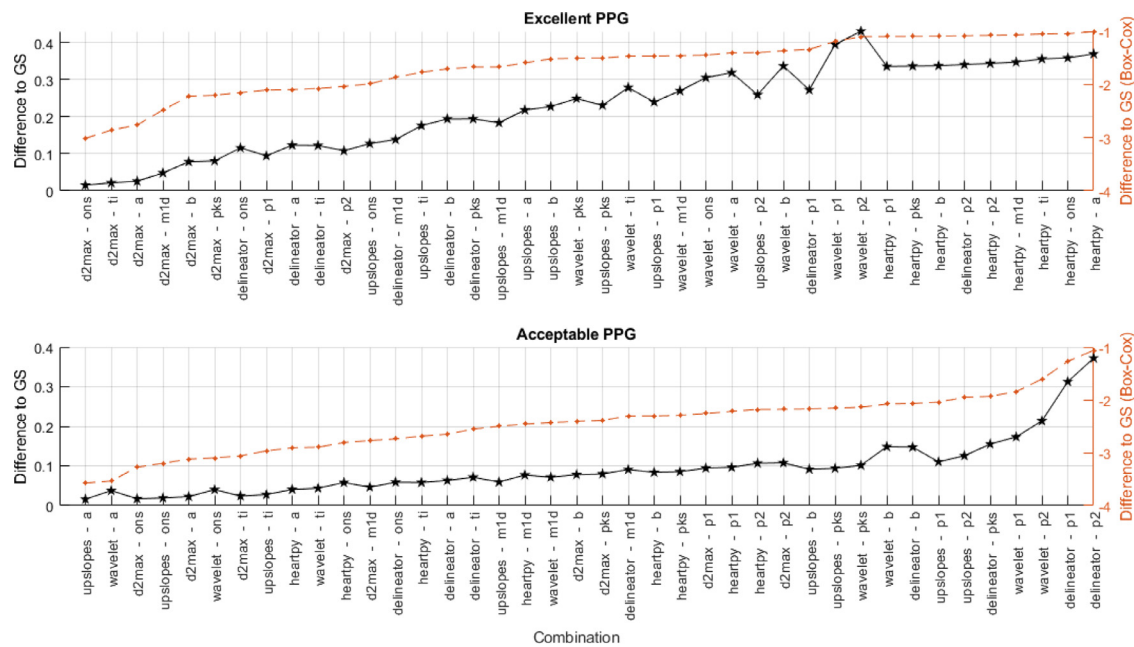 Excellent PPG
Difference to GS
0.4
0.3
0.2
0.1
0
-1
-2
-3
-4
Difference to GS (Box-Cox)
d2max - ons
d2max - ti
d2max - a
d2max - m1d
d2max - b
d2max - pks
delineator - ons
d2max - p1
delineator - a
delineator - ti
d2max - p2
upslopes - ons
delineator - m1d
upslopes - ti
delineator - b
delineator - pks
upslopes - m1d
upslopes - a
upslopes - b
wavelet - pks
upslopes - pks
wavelet - ti
upslopes - p1
wavelet - m1d
wavelet - ons
wavelet - a
upslopes - p2
wavelet - b
delineator - p1
wavelet - p1
wavelet - p2
heartpy - p1
heartpy - pks
heartpy - b
delineator - p2
heartpy - p2
heartpy - m1d
heartpy - ti
heartpy - ons
heartpy - a
Acceptable PPG
Difference to GS
0.4
0.3
0.2
0.1
0
-1
-2
-3
-4
Difference to GS (Box-Cox)
upslopes - a
wavelet - a
d2max - ons
upslopes - ons
d2max - a
wavelet - ons
d2max - ti
upslopes - ti
heartpy - a
wavelet - ti
heartpy - ons
d2max - m1d
delineator - ons
heartpy - ti
delineator - a
delineator - ti
upslopes - m1d
heartpy - m1d
wavelet - m1d
d2max - b
d2max - pks
delineator - m1d
heartpy - b
heartpy - pks
d2max - p1
heartpy - p1
heartpy - p2
d2max - p2
upslopes - b
upslopes - pks
wavelet - pks
wavelet - b
delineator - b
upslopes - p1
upslopes - p2
delineator - pks
wavelet - p1
wavelet - p2
delineator - p1
delineator - p2
Combination